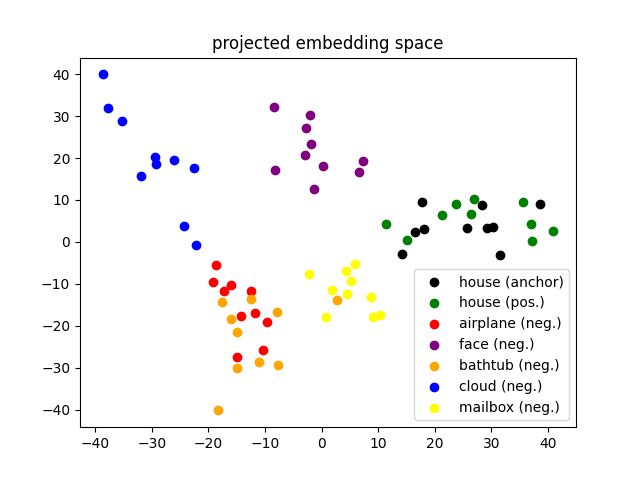 projected embedding space
40
30
20
10
0
−10
−20
−30
−40
−40 −30 −20 −10 0 10 20 30 40
house (anchor)
house (pos.)
airplane (neg.)
face (neg.)
bathtub (neg.)
cloud (neg.)
mailbox (neg.)